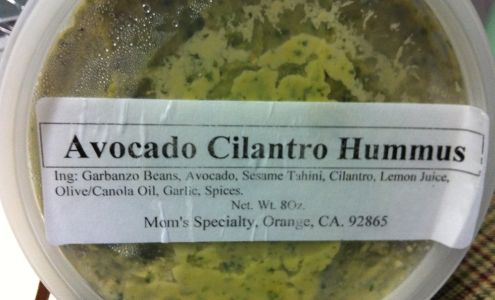 Avocado Cilantro Hummus
Ing: Garbanzo Beans, Avocado, Sesame Tahini, Cilantro, Lemon Juice,
Olive/Canola Oil, Garlic, Spices.
Net. Wt. 8Oz.
Mom's Specialty, Orange, CA. 92865